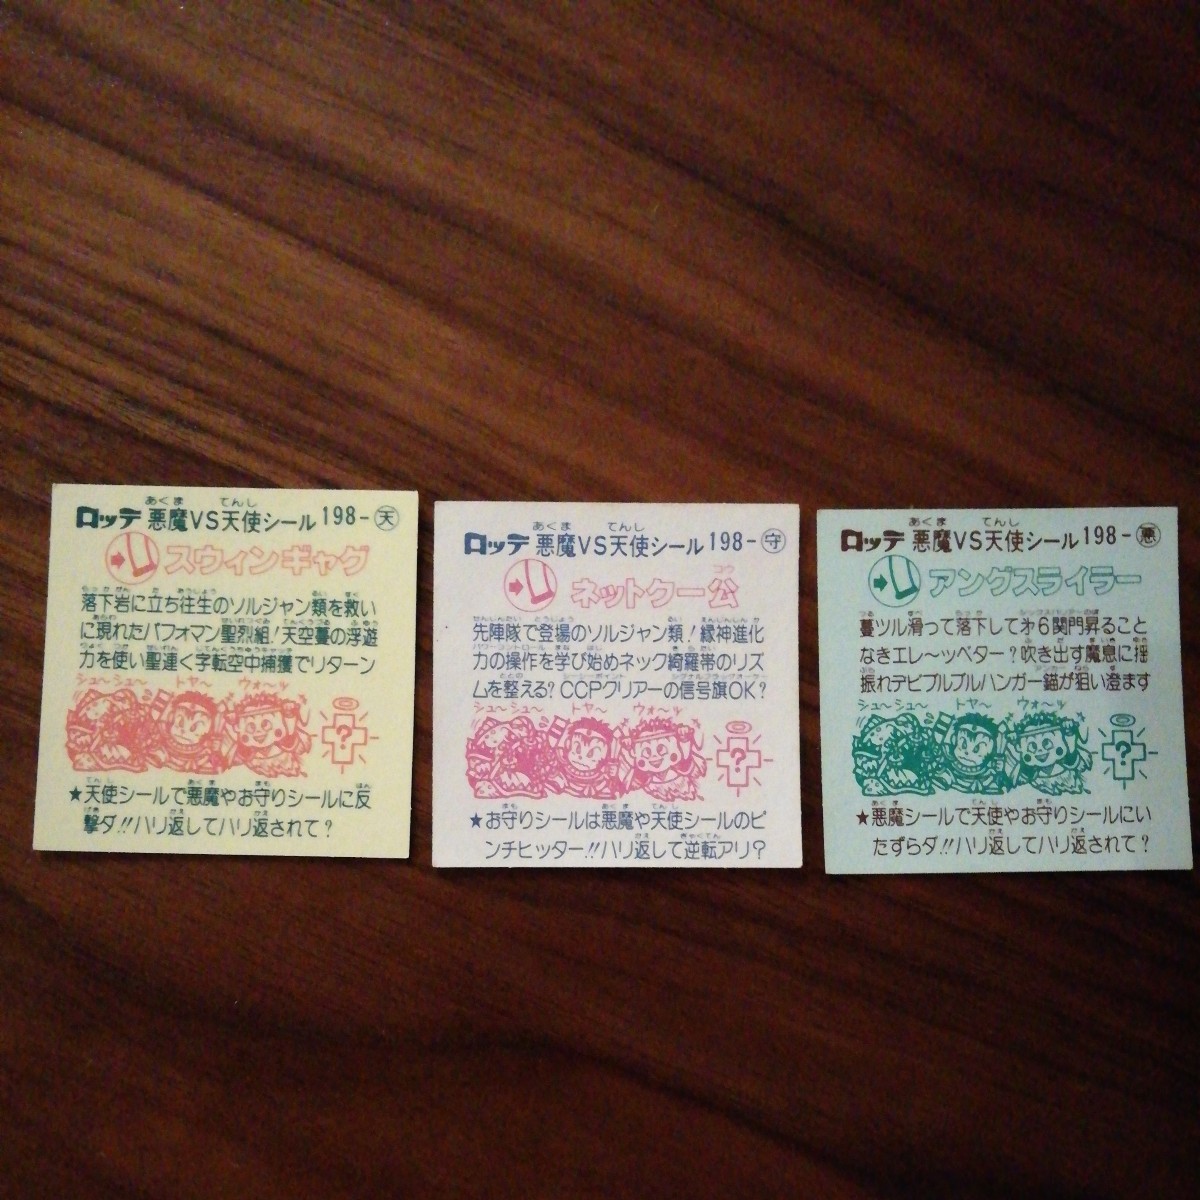 ロッテ 悪魔VS天使シール 198-天
スウィンギャグ
落下岩に立ち往生のソルジャン類を救い
に現れたパフォマン聖烈組!天空蔓の浮遊
力を使い聖運く字転空中捕獲でリターン
シュ〜シュ〜 トヤ〜 ウォ〜ッ
?
★天使シールで悪魔やお守りシールに反
撃ダ!!ハリ返してハリ返されて?
ロッテ 悪魔VS天使シール 198-守
ネットクー公
先陣隊で登場のソルジャン類!縁神進化
力の操作を学び始めネック綺羅帯のリズ
ムを整える?CCPクリアーの信号旗OK?
シュ〜シュ〜 トヤ〜 ウォ〜ッ
?
★お守りシールは悪魔や天使シールのピ
ンチヒッター!!ハリ返して逆転アリ?
ロッテ 悪魔VS天使シール 198-悪
アングスライラー
蔓ツル滑って落下して才6関門昇ること
なきエレ〜ッベター?吹き出す魔息に揺
振れデビブルブルハンガー錨が狙い澄ます
シュ〜シュ〜 トヤ〜 ウォ〜ッ
?
★悪魔シールで天使やお守りシールにい
たずらダ!!ハリ返してハリ返されて?